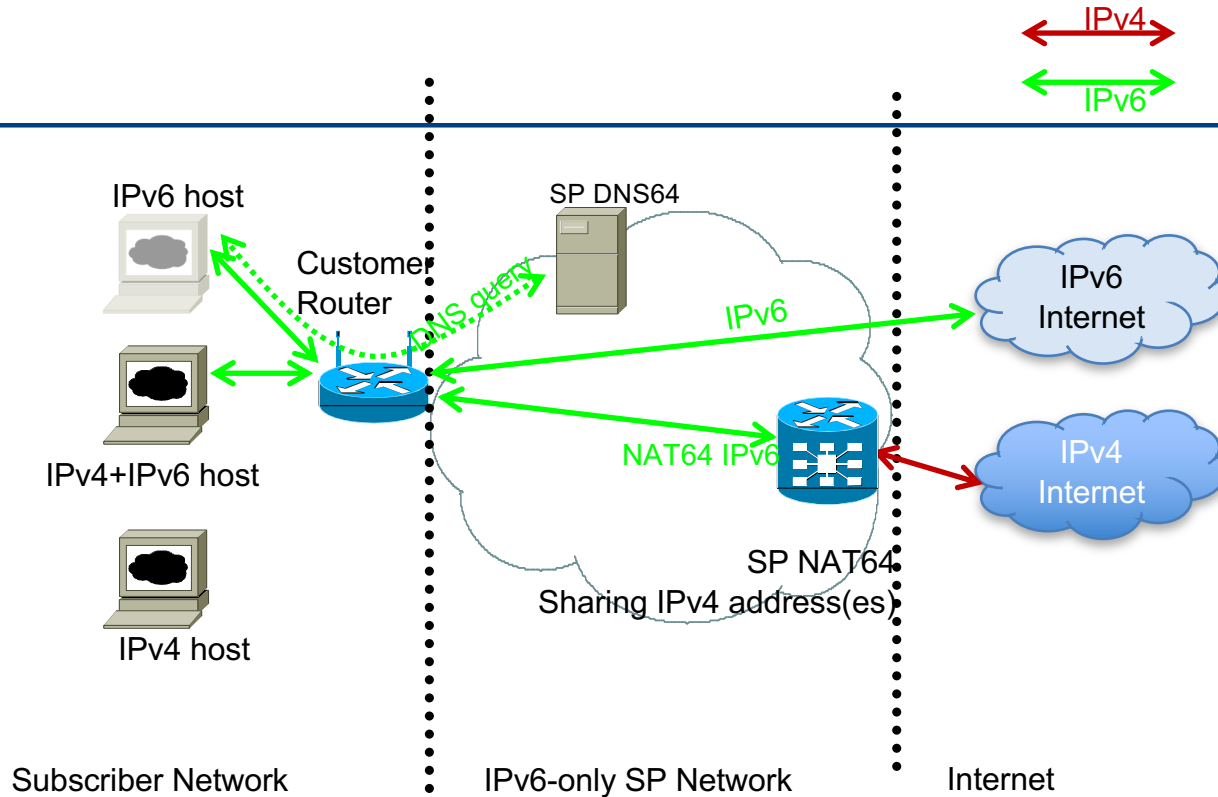 IPv4
IPv6
IPv6 host
SP DNS64
Customer
Router
DNS query
IPv6
IPv6
Internet
IPv4+IPv6 host
NAT64 IPv6
IPv4
Internet
IPv4 host
SP NAT64
Sharing IPv4 address(es)
Subscriber Network
IPv6-only SP Network
Internet